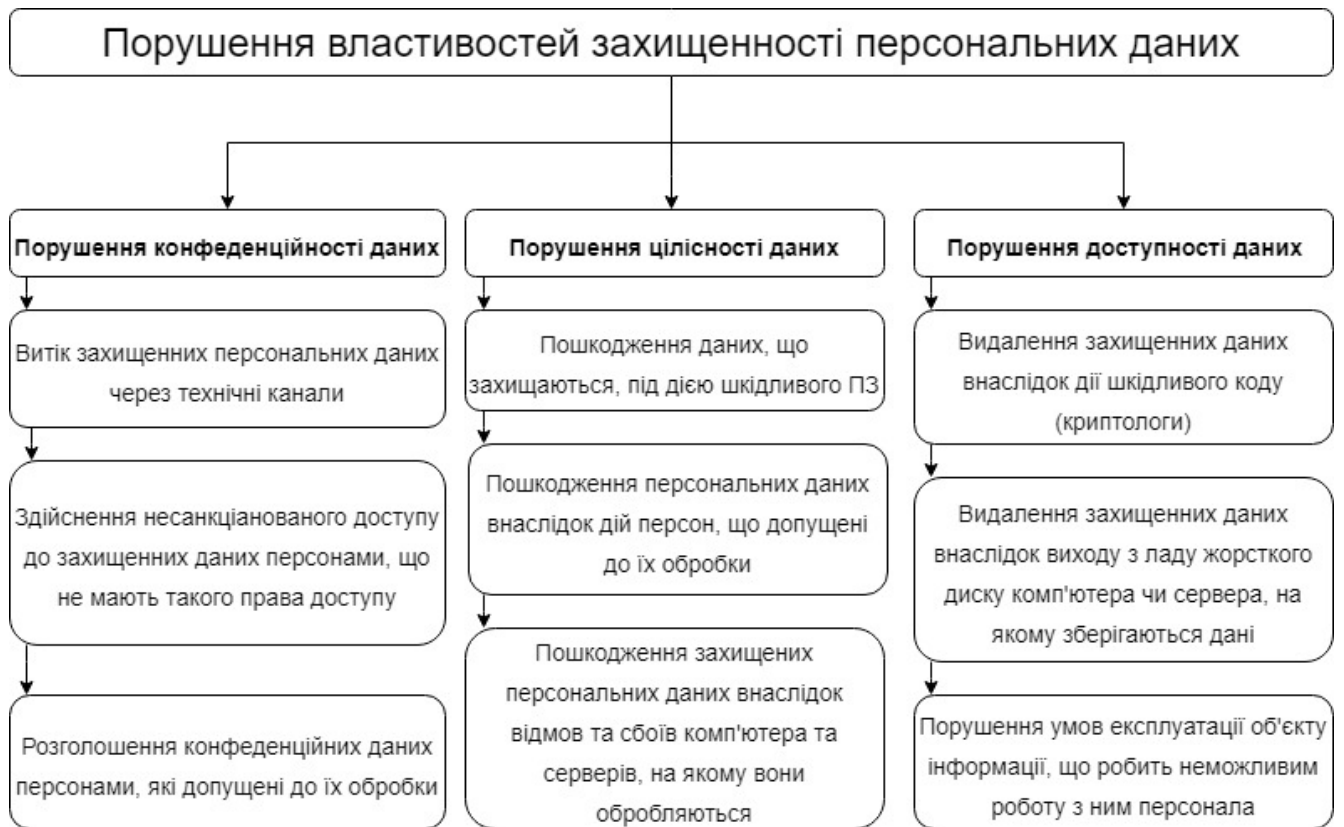 Порушення властивостей захищенності персональних даних
Порушення конфеденційності даних
Витік захищенних персональних даних
через технічні канали
Здійснення несанкціанованого доступу
до захищенних даних персонами, що
не мають такого права доступу
Розголошення конфеденційних даних
персонами, які допущені до їх обробки
Порушення цілісності даних
Пошкодження даних, що
захищаються, під дією шкідливого ПЗ
Пошкодження персональних даних
внаслідок дій персон, що допущені
до їх обробки
Пошкодження захищених
персональних даних внаслідок
відмов та сбоїв комп'ютера та
серверів, на якому вони
обробляються
Порушення доступності даних
Видалення захищенних даних
внаслідок дії шкідливого коду
(криптологи)
Видалення захищенних даних
внаслідок виходу з ладу жорсткого
диску комп'ютера чи сервера, на
якому зберігаються дані
Порушення умов експлуатації об'єкту
інформації, що робить неможливим
роботу з ним персонала